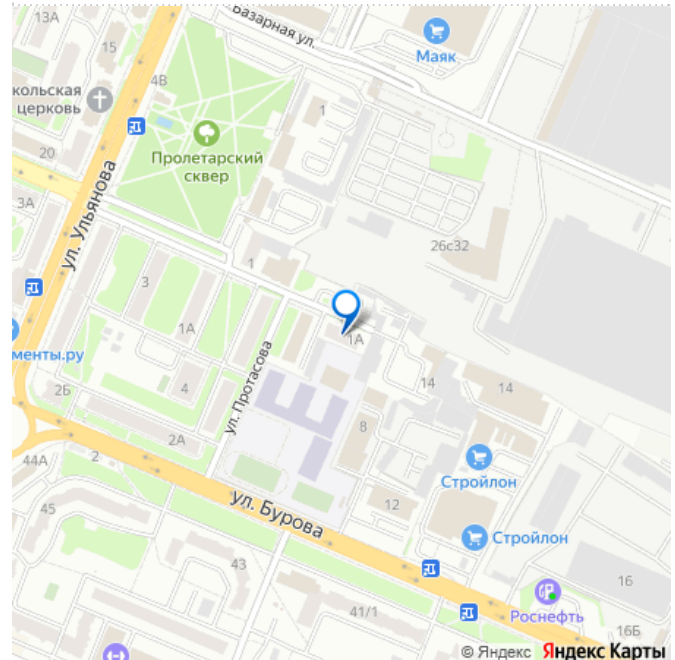 13А
Базарная ул.
Маяк
15
4В
кольская
церковь
1
Пролетарский
сквер
20
ул. Ульянова
3А
26с32
1
3
1А
1А
менты.ру
ул. Протасова
2Б
4
14
14
8
2А
44А
2
Стройлон
ул. Бурова
12
45
Стройлон
43
16
41/1
Роснефть
16Б
© Яндекс Яндекс Карты